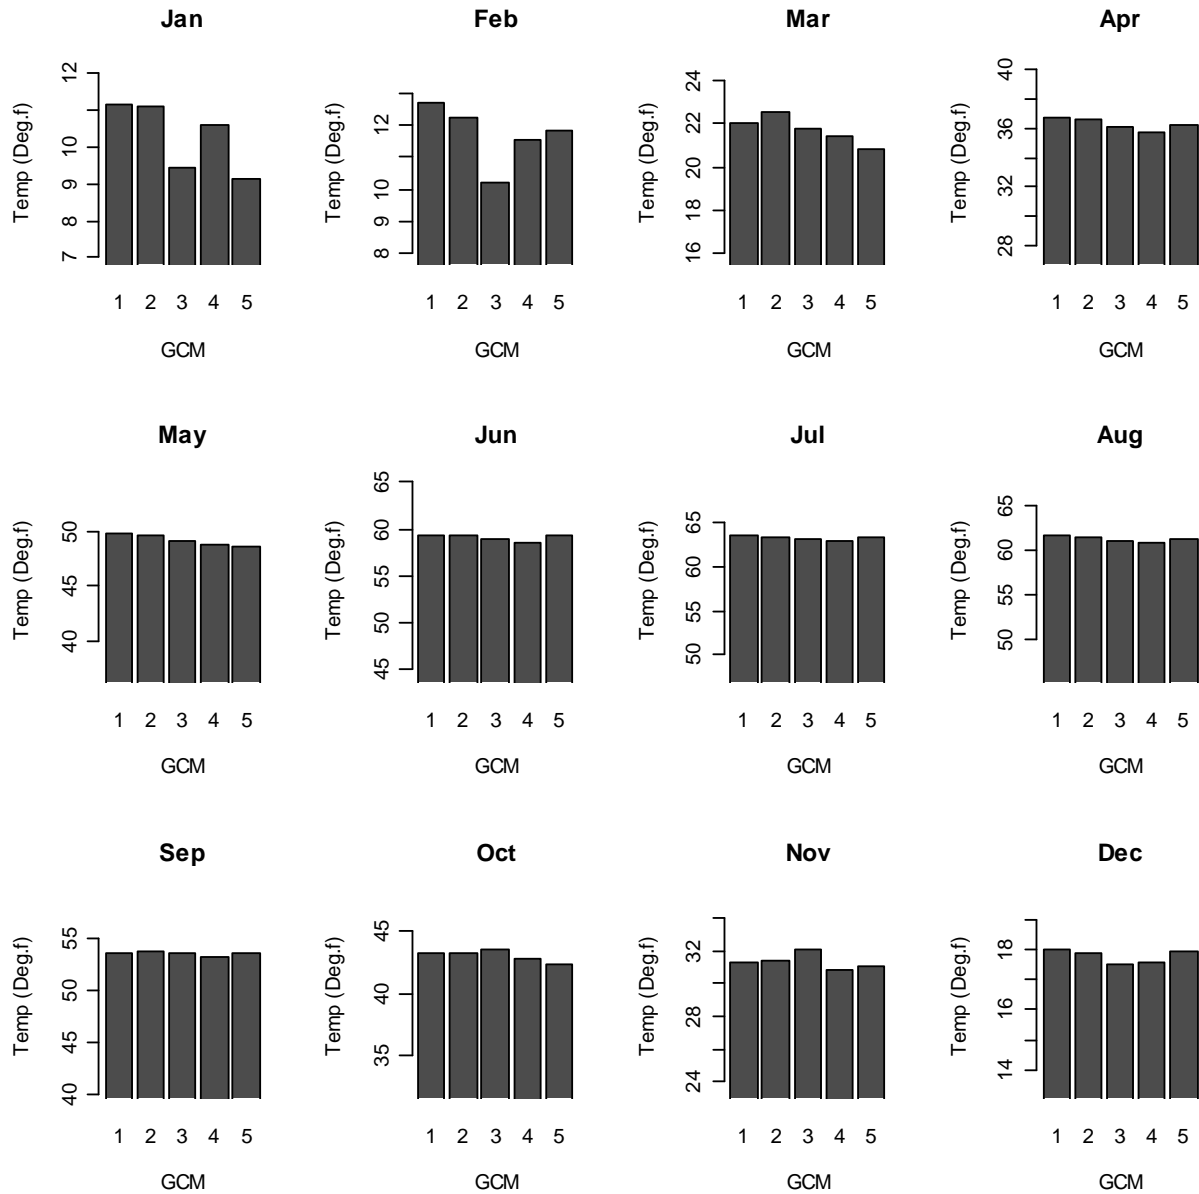 Jan
Temp (Deg.f)
7 8 9 10 11 12
1 2 3 4 5
GCM
Feb
Temp (Deg.f)
8 9 10 12
1 2 3 4 5
GCM
Mar
Temp (Deg.f)
16 18 20 22 24
1 2 3 4 5
GCM
Apr
Temp (Deg.f)
28 32 36 40
1 2 3 4 5
GCM
May
Temp (Deg.f)
40 45 50
1 2 3 4 5
GCM
Jun
Temp (Deg.f)
45 50 55 60 65
1 2 3 4 5
GCM
Jul
Temp (Deg.f)
50 55 60 65
1 2 3 4 5
GCM
Aug
Temp (Deg.f)
50 55 60 65
1 2 3 4 5
GCM
Sep
Temp (Deg.f)
40 45 50 55
1 2 3 4 5
GCM
Oct
Temp (Deg.f)
35 40 45
1 2 3 4 5
GCM
Nov
Temp (Deg.f)
24 28 32
1 2 3 4 5
GCM
Dec
Temp (Deg.f)
14 16 18
1 2 3 4 5
GCM